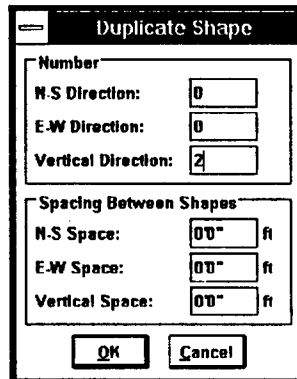 Duplicate Shape
Number
N-S Direction: 0
E-W Direction: 0
Vertical Direction: 2
Spacing Between Shapes
N-S Space: 0'0" ft
E-W Space: 0'0" ft
Vertical Space: 0'0" ft
OK Cancel